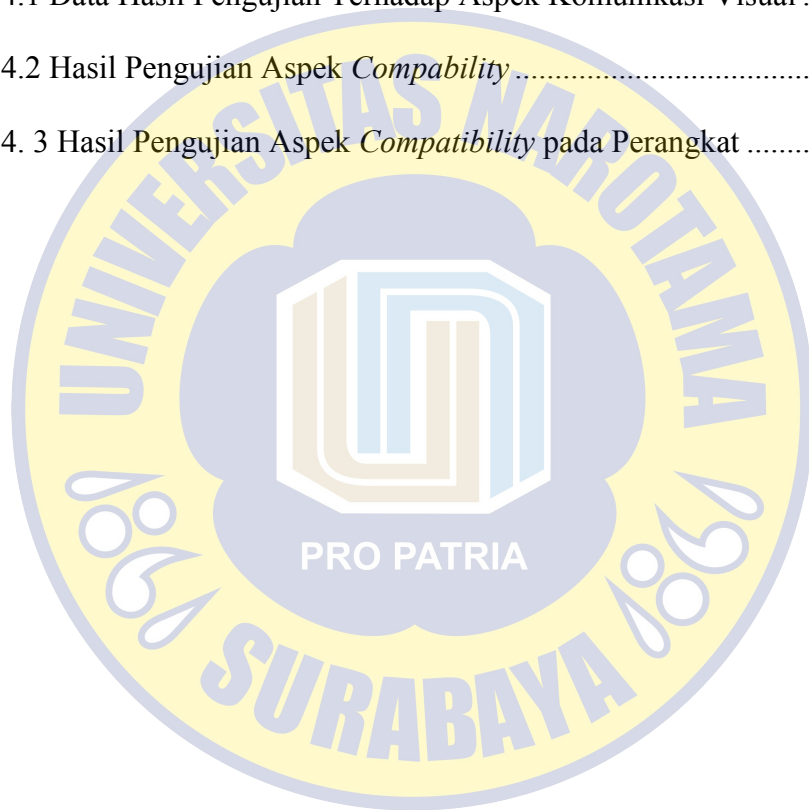 4.1 Data Hasil Pengujian Terhadap Aspek Komunikasi Visual .
4.2 Hasil Pengujian Aspek Compability ................................
4. 3 Hasil Pengujian Aspek Compatibility pada Perangkat ........
UNIVERSITAS NAROTAMA
PRO PATRIA
SURABAYA